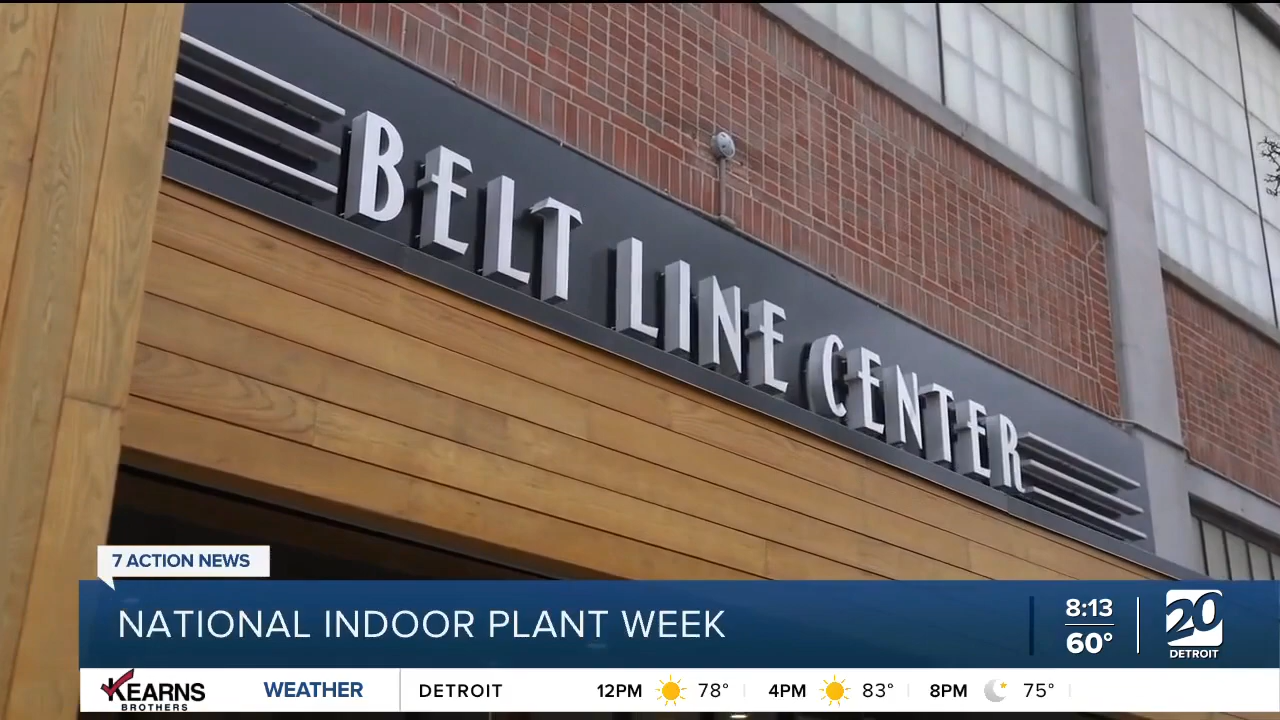 BELT LINE CENTER
7 ACTION NEWS
NATIONAL INDOOR PLANT WEEK
8:13
60°
20
DETROIT
KEARNS
BROTHERS
WEATHER
DETROIT
12PM 78°
4PM 83°
8PM 75°